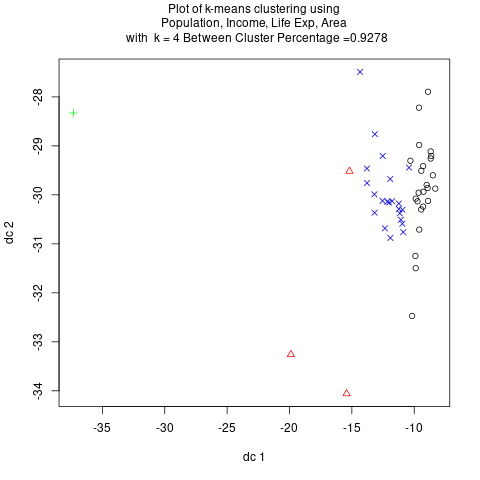 Plot of k-means clustering using
Population, Income, Life Exp, Area
with k = 4 Between Cluster Percentage =0.9278
-28
-29
-30
-31
-32
-33
-34
dc 2
-35
-30
-25
-20
-15
-10
dc 1